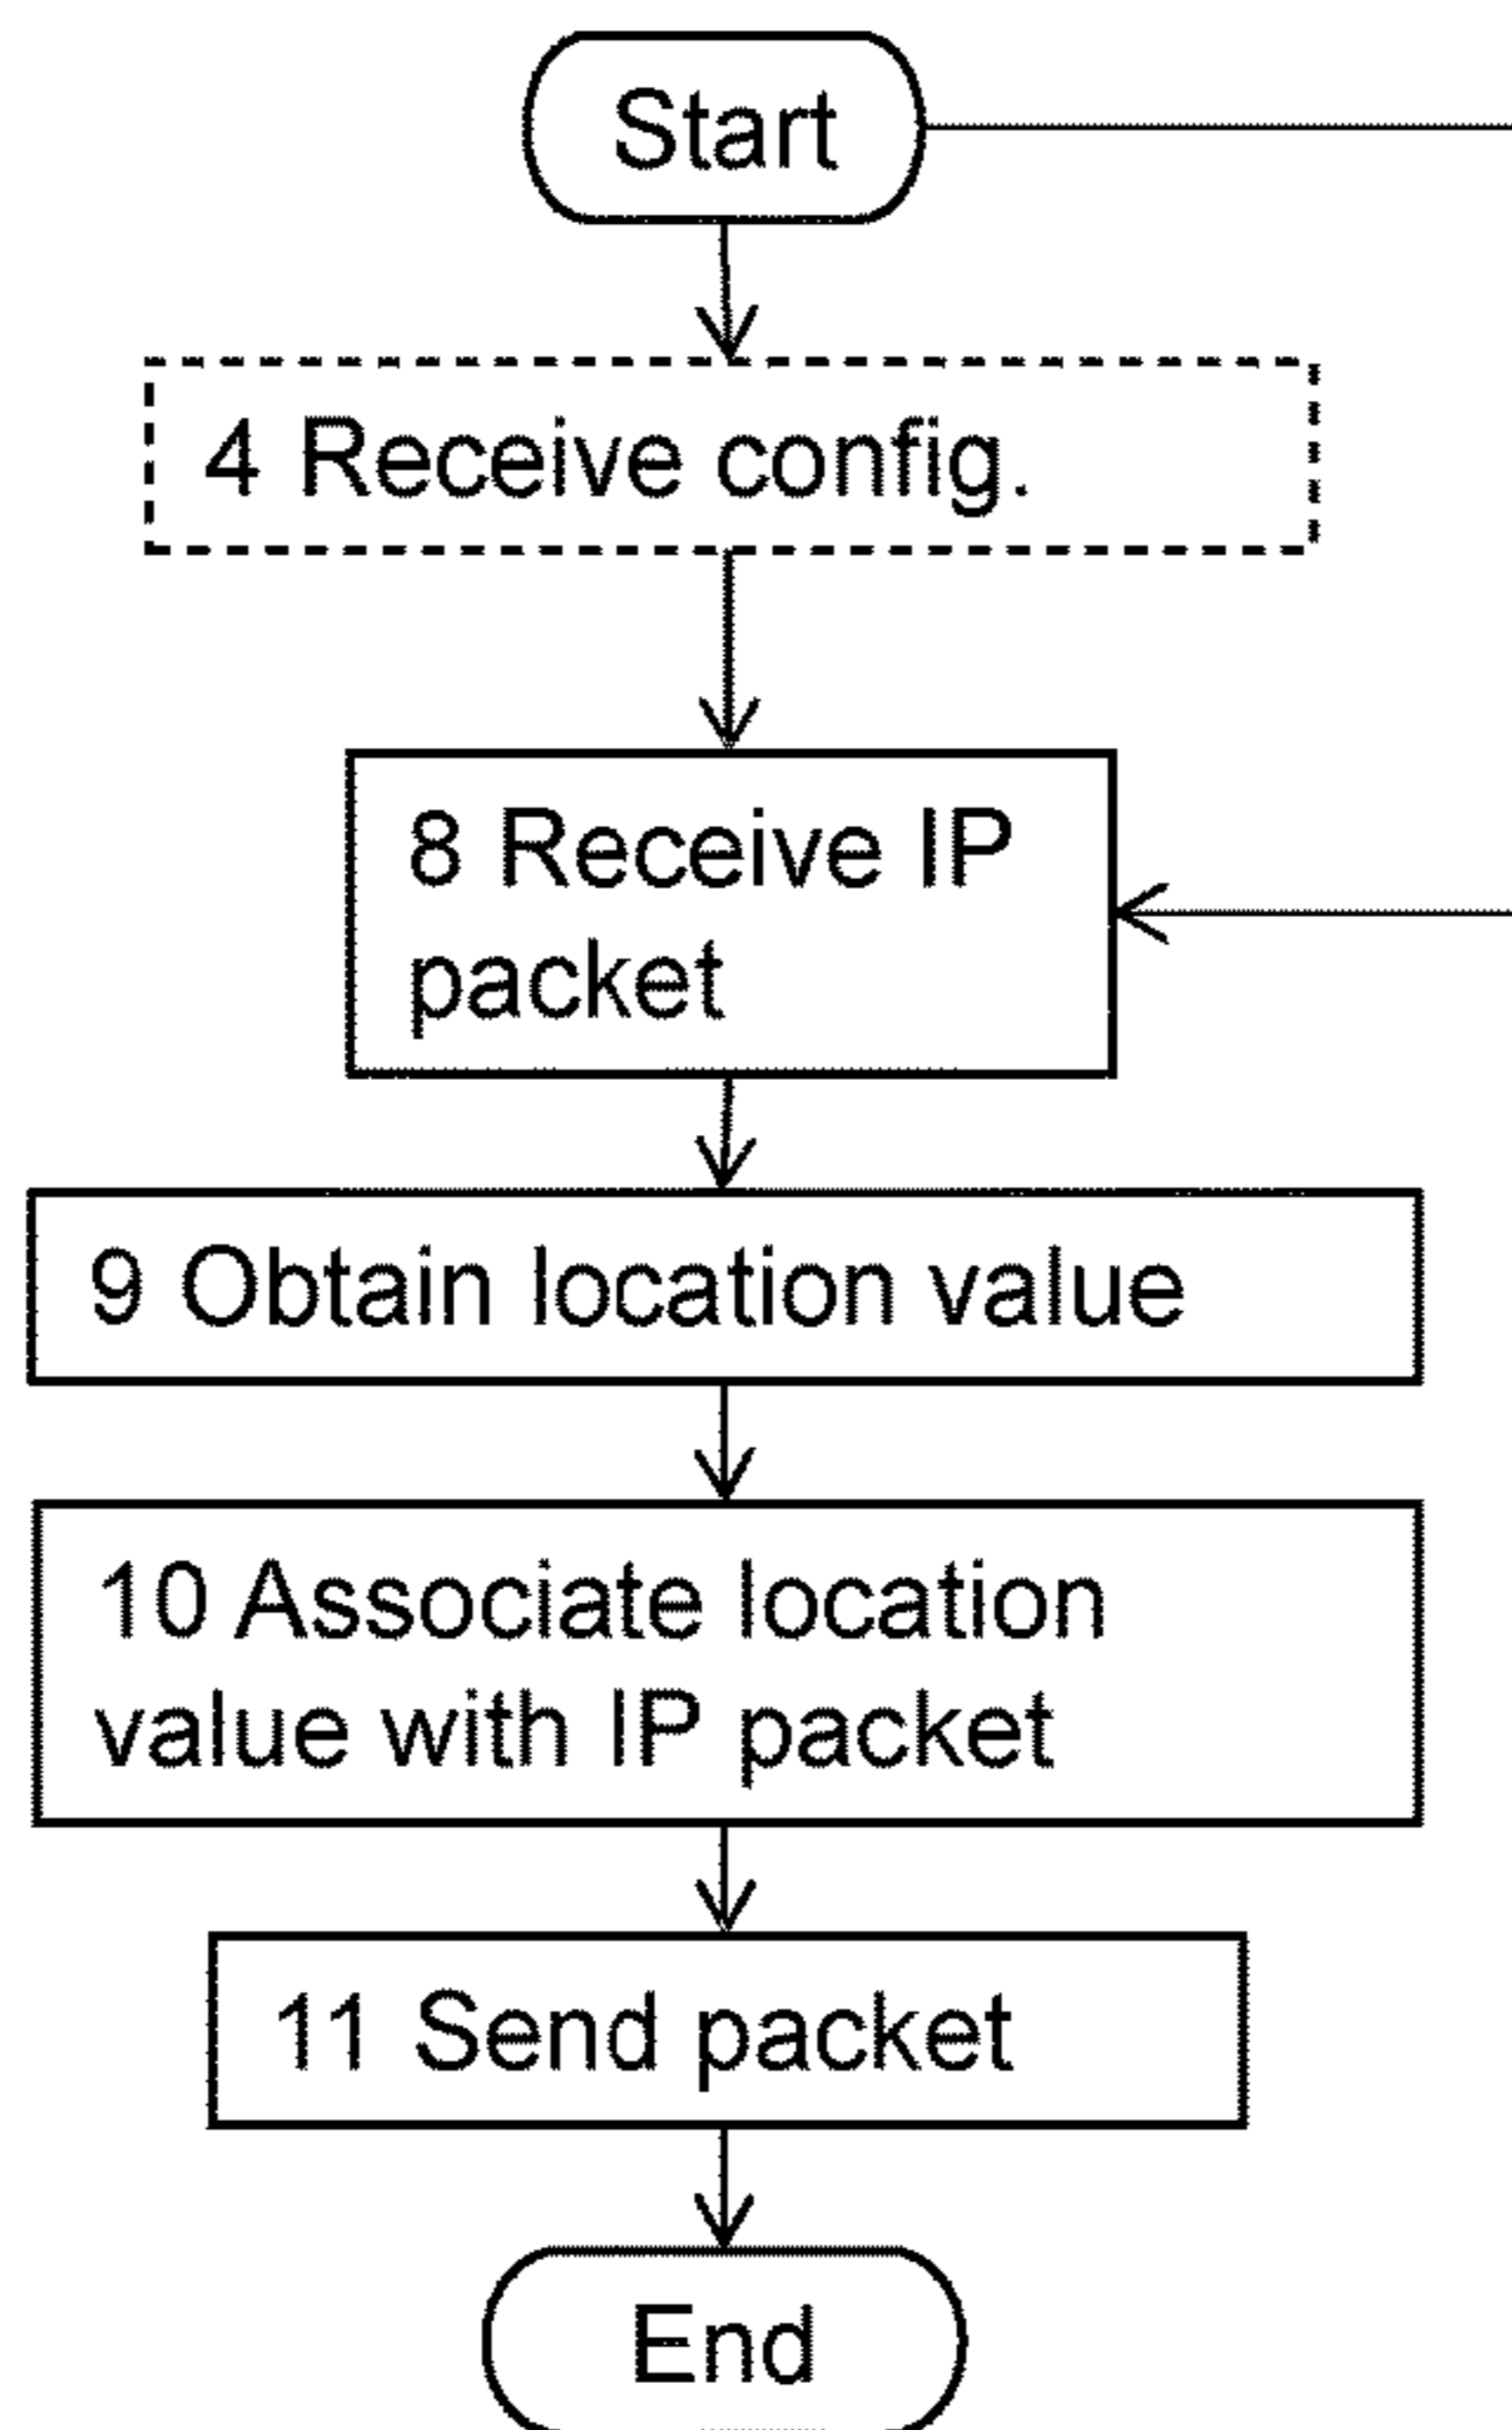 Start
4 Receive config.
8 Receive IP
packet
9 Obtain location value
10 Associate location
value with IP packet
11 Send packet
End